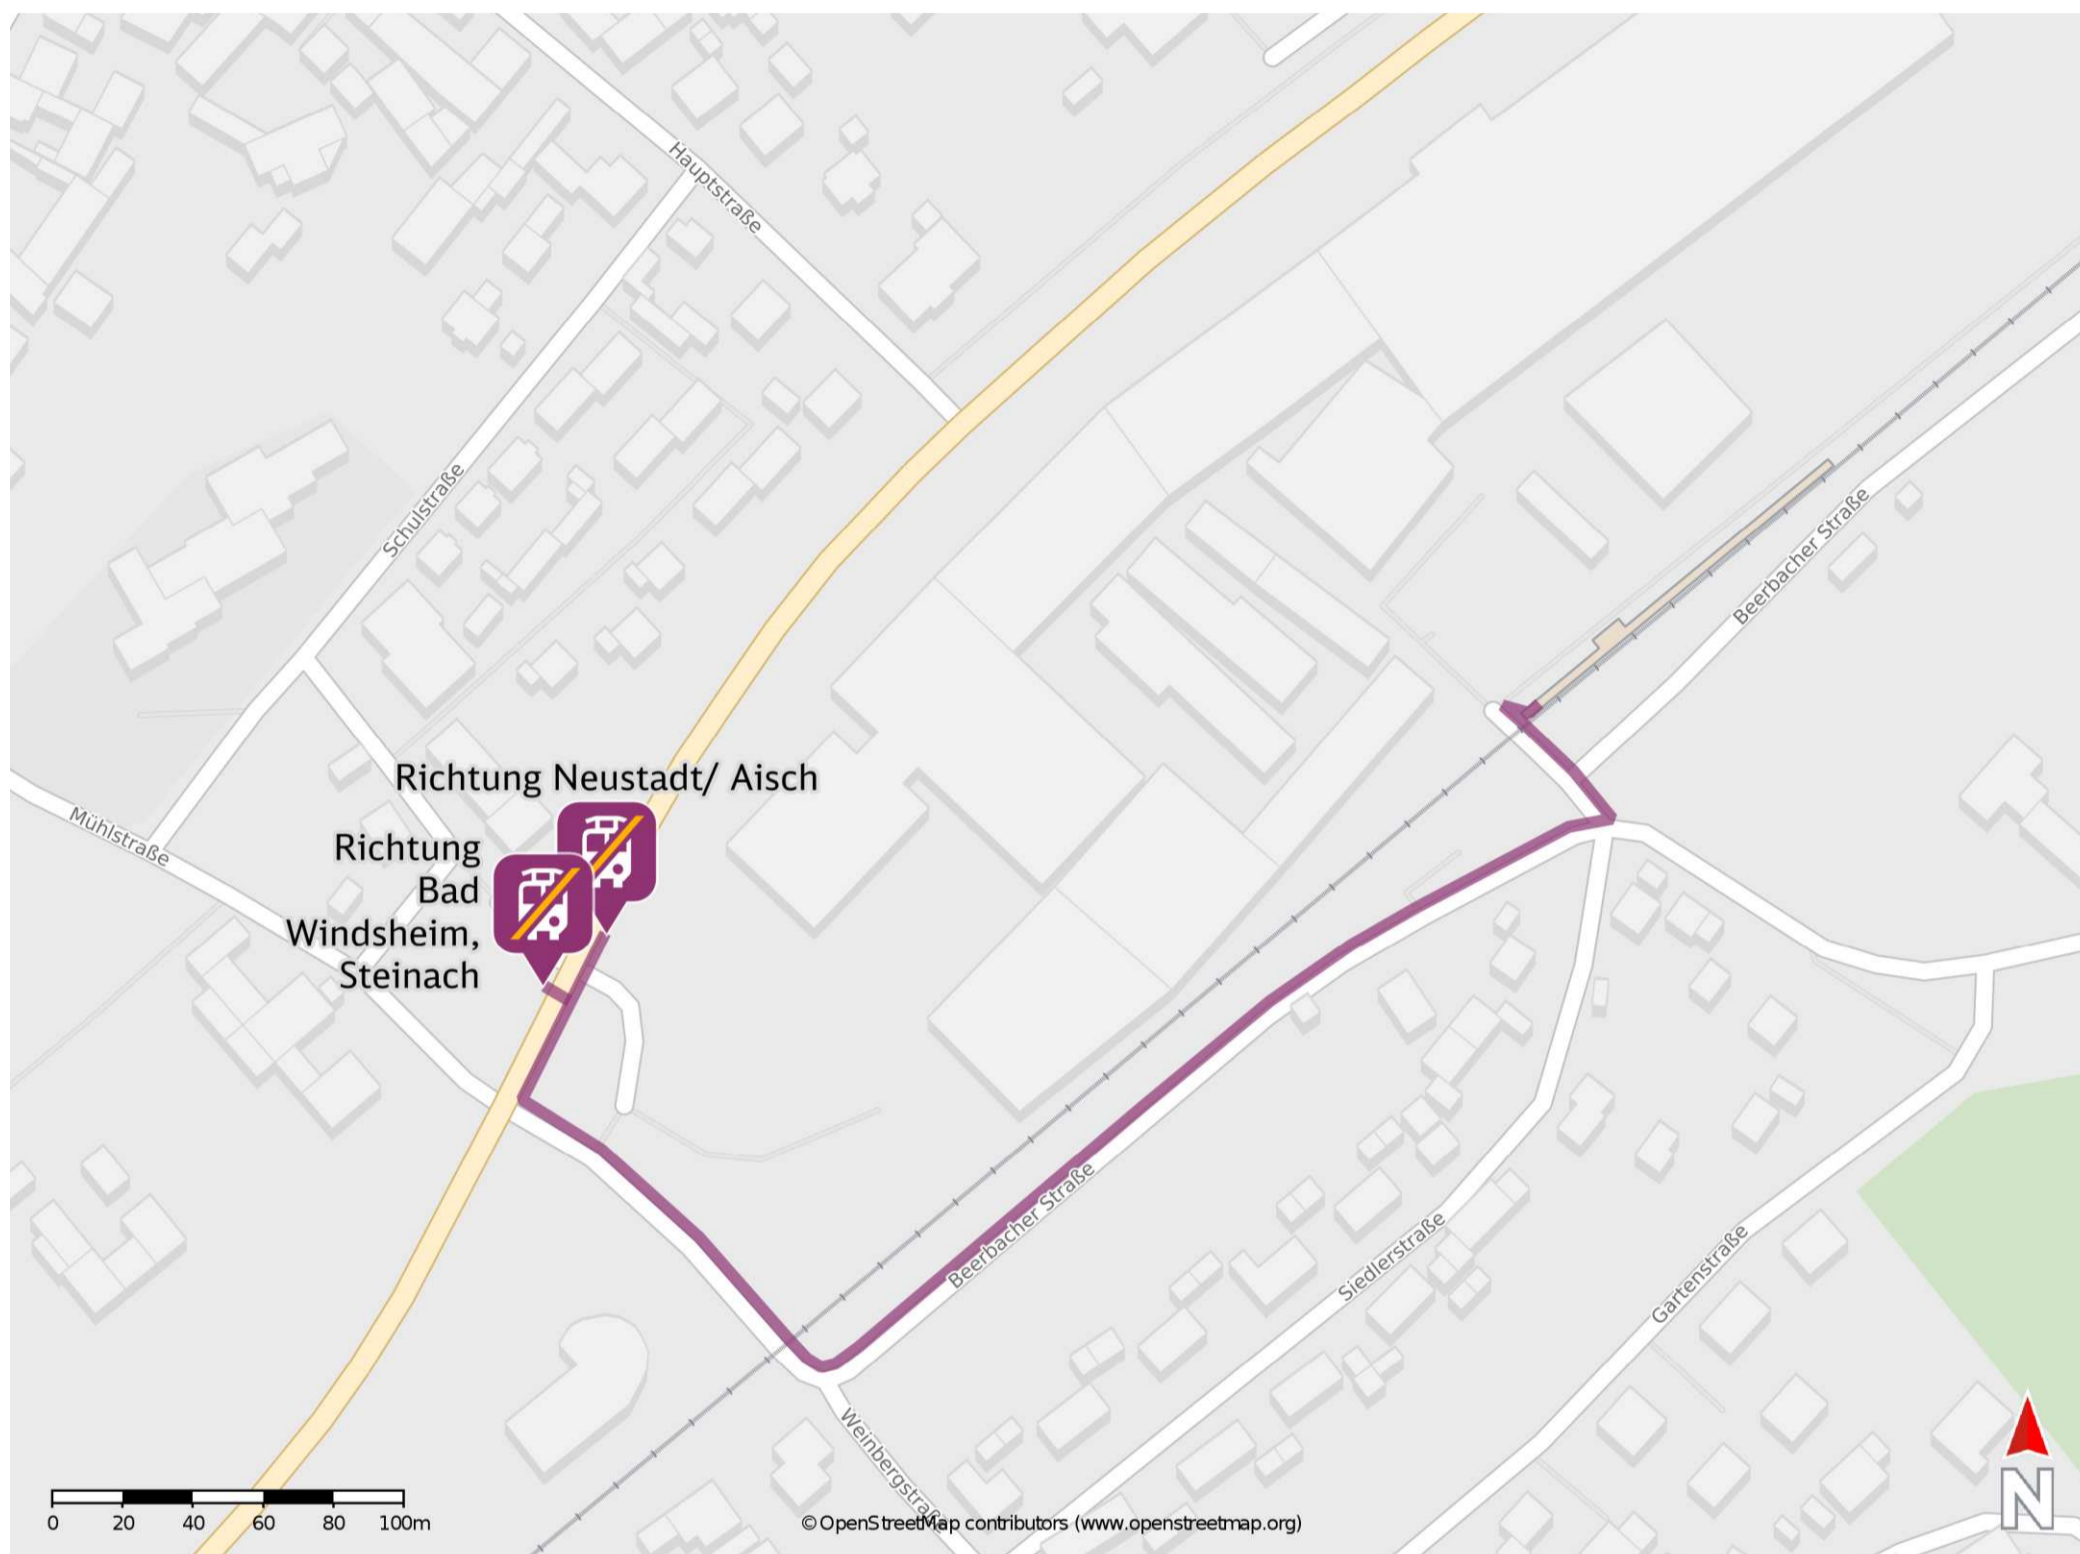 Hauptstraße
Schulstraße
Beerbacher Straße
Richtung Neustadt/ Aisch
Mühlstraße
Richtung
Bad
Windsheim,
Steinach
Beerbacher Straße
Siedlerstraße
Gartenstraße
Weinbergstraße
N
0 20 40 60 80 100m
©OpenStreetMap contributors (www.openstreetmap.org)